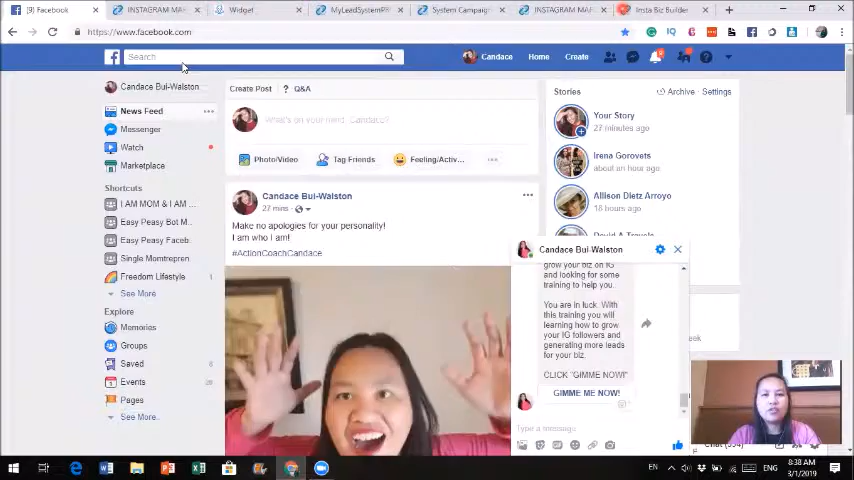 (9) Facebook
INSTAGRAM MA
Widget
MyLeadSystemPR
System Campaign
INSTAGRAM MA
Insta Biz Builder
https://www.facebook.com
Search
Candace
Home
Create
Candace Bui-Walston
News Feed
Messenger
Watch
Marketplace
Shortcuts
I AM MOM & I AM ...
Easy Peasy Bot M...
Easy Peasy Faceb...
Single Momtrepren...
Freedom Lifestyle
1
See More
Explore
Memories
Groups
Saved
Events
Pages
See More...
Create Post
Q&A
What's on your mind, Candace?
Photo/Video
Tag Friends
Feeling/Activ...
Candace Bui-Walston
27 mins
Make no apologies for your personality!
I am who I am!
#ActionCoachCandace
Stories
Archive · Settings
Your Story
27 minutes ago
Irena Gorovets
about an hour ago
Allison Dietz Arroyo
16 hours ago
Candace Bui-Walston
grow your biz on IG
and looking for some
training to help you.
You are in luck. With
this training you will
learning how to grow
your IG followers and
generating more leads
for your biz.
CLICK "GIMME NOW!"
GIMME ME NOW!
Type a message...
EN
ENG
8:38 AM
3/1/2019